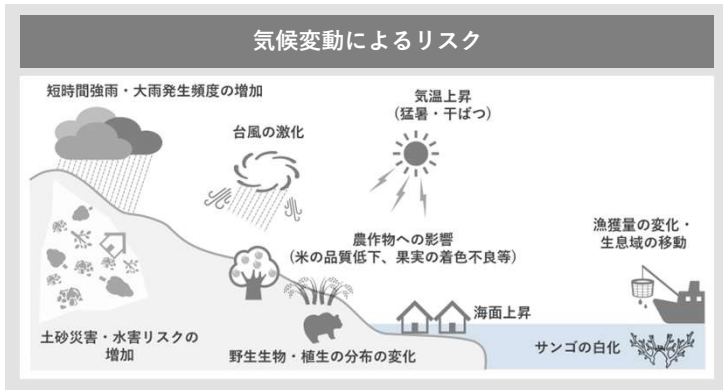 気候変動によるリスク
短時間強雨・大雨発生頻度の増加
台風の激化
気温上昇
(猛暑・干ばつ)
農作物への影響
(米の品質低下、果実の着色不良等)
漁獲量の変化・
生息域の移動
海面上昇
土砂災害・水害リスクの
増加
野生生物・植生の分布の変化
サンゴの白化